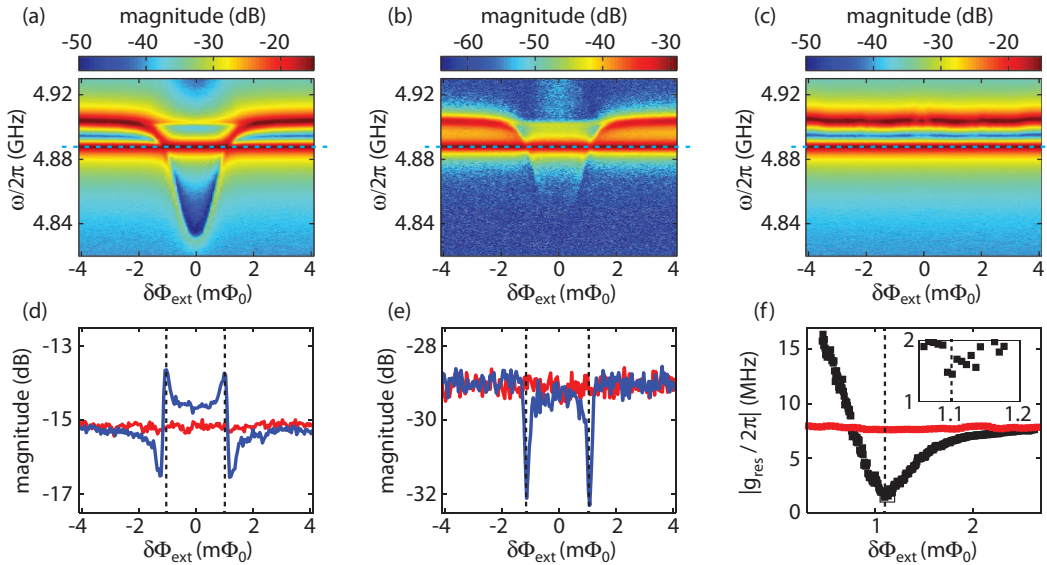 (a) magnitude (dB)
-50 -40 -30 -20
ω/2π (GHz)
4.92
4.88
4.84
-4 -2 0 2 4
δΦext (mΦ0)
(b) magnitude (dB)
-60 -50 -40 -30
ω/2π (GHz)
4.92
4.88
4.84
-4 -2 0 2 4
δΦext (mΦ0)
(c) magnitude (dB)
-50 -40 -30 -20
ω/2π (GHz)
4.92
4.88
4.84
-4 -2 0 2 4
δΦext (mΦ0)
(d)
magnitude (dB)
-13
-15
-17
-4 -2 0 2 4
δΦext (mΦ0)
(e)
magnitude (dB)
-28
-30
-32
-4 -2 0 2 4
δΦext (mΦ0)
(f)
|gres / 2π| (MHz)
15
10
5
0
2
1
1.1 1.2
1 2
δΦext (mΦ0)